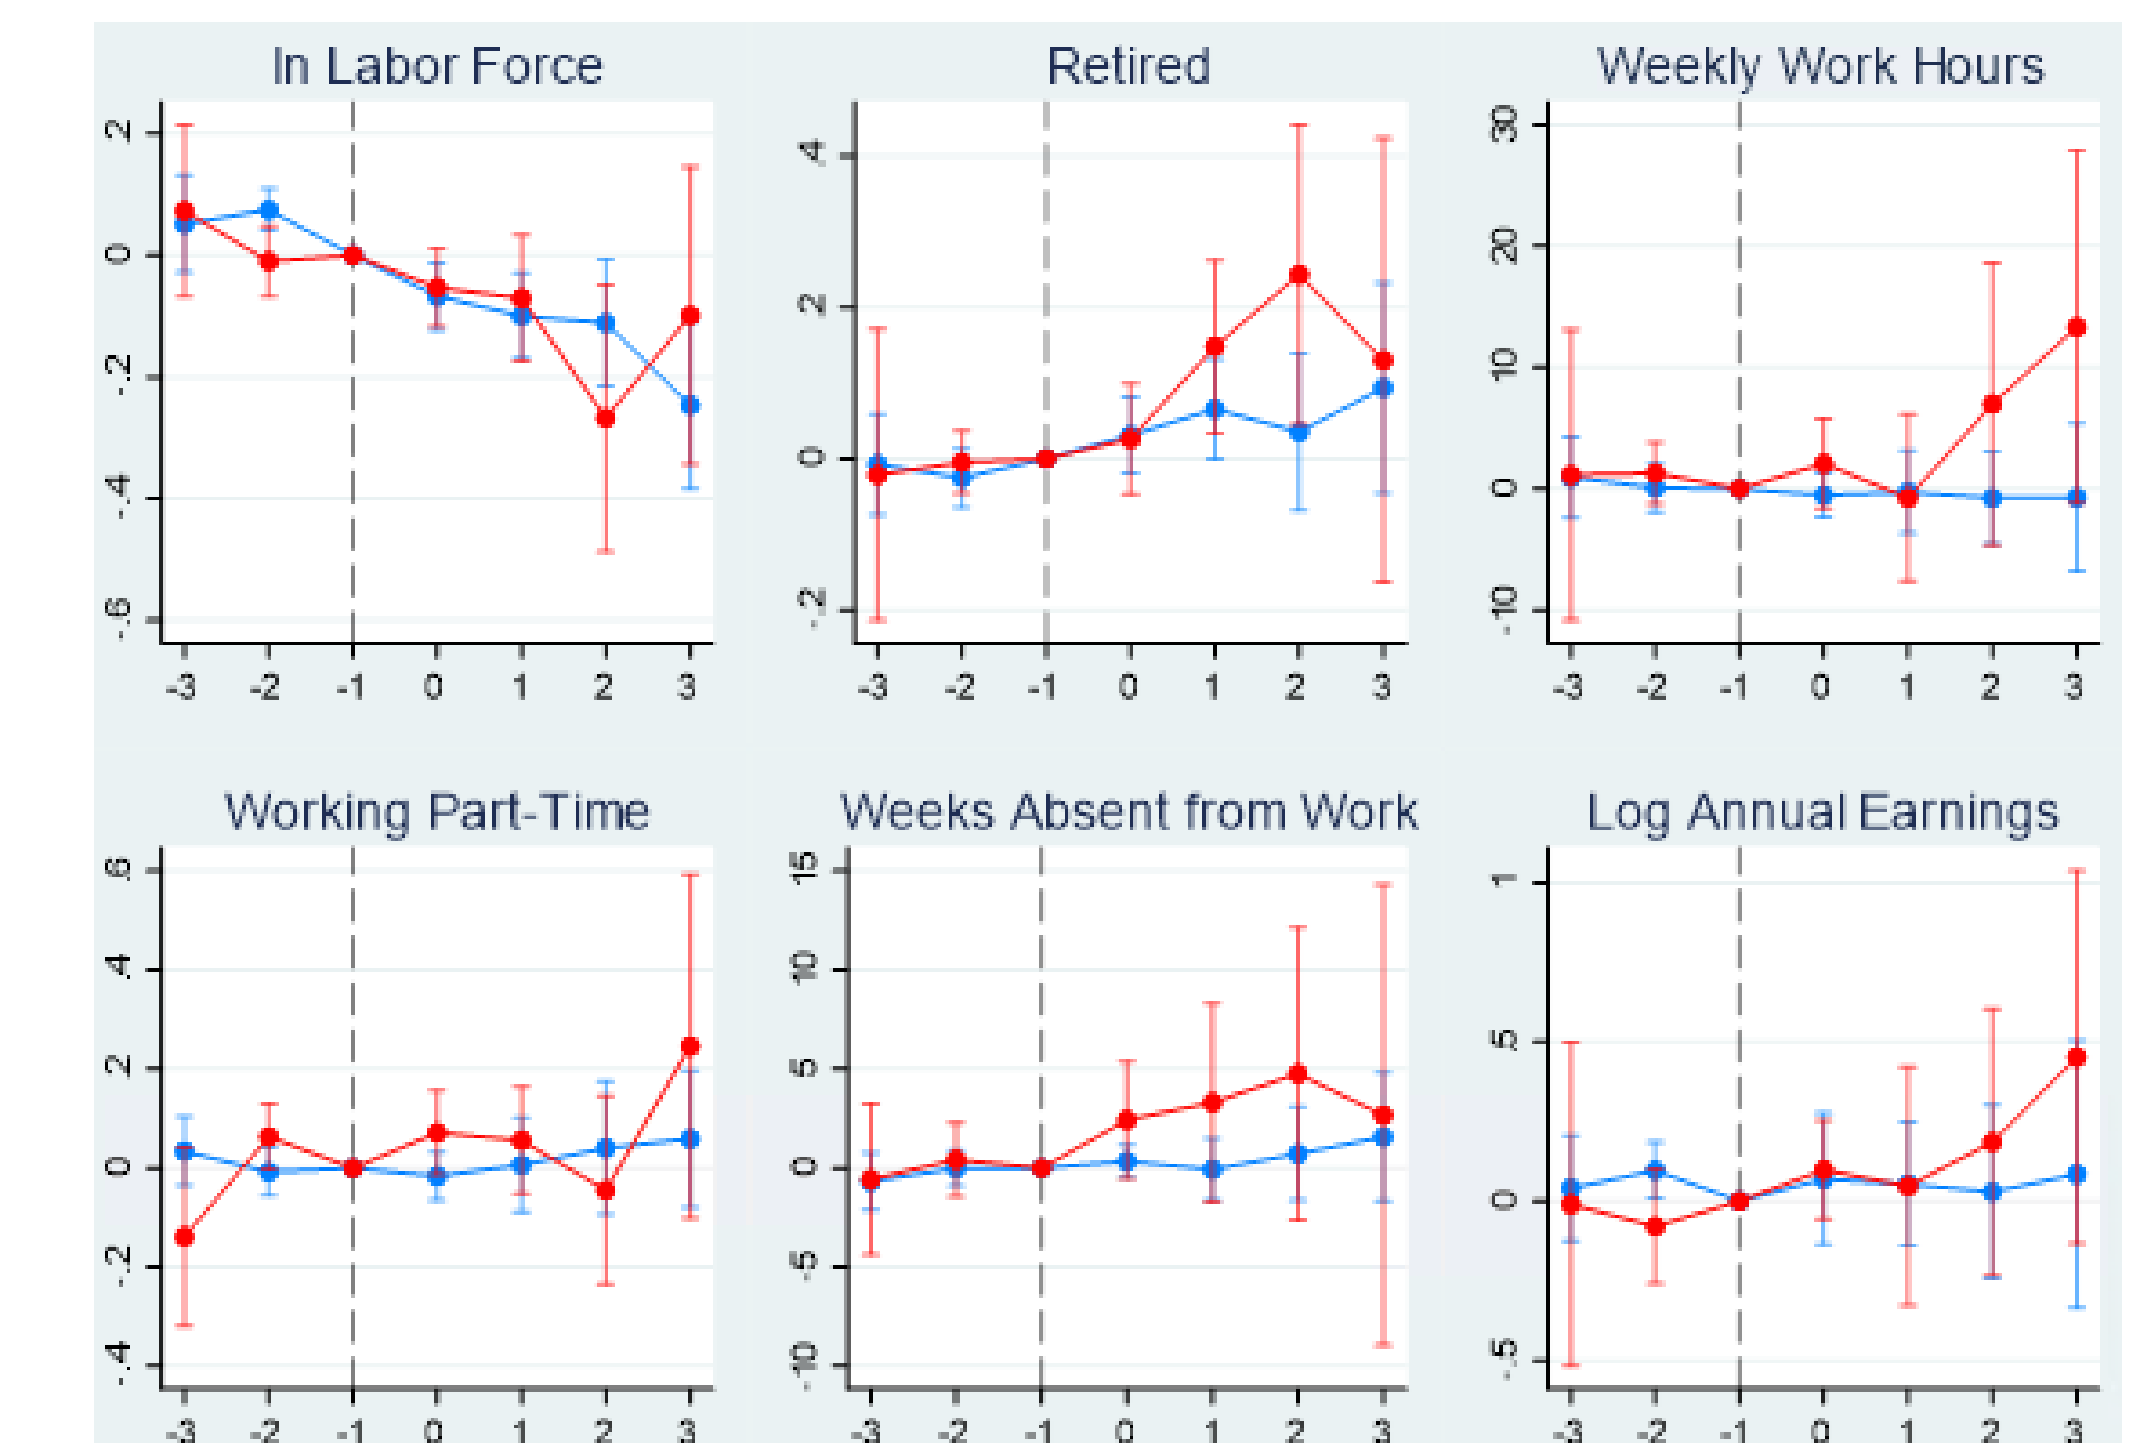 In Labor Force
.2
0
-.2
-.4
-.6
-3 -2 -1 0 1 2 3
Retired
.4
.2
0
-.2
-3 -2 -1 0 1 2 3
Weekly Work Hours
30
20
10
0
-10
-3 -2 -1 0 1 2 3
Working Part-Time
.6
.4
.2
0
-.2
-.4
-3 -2 -1 0 1 2 3
Weeks Absent from Work
15
10
5
0
-5
-10
-3 -2 -1 0 1 2 3
Log Annual Earnings
1
.5
0
-.5
-3 -2 -1 0 1 2 3